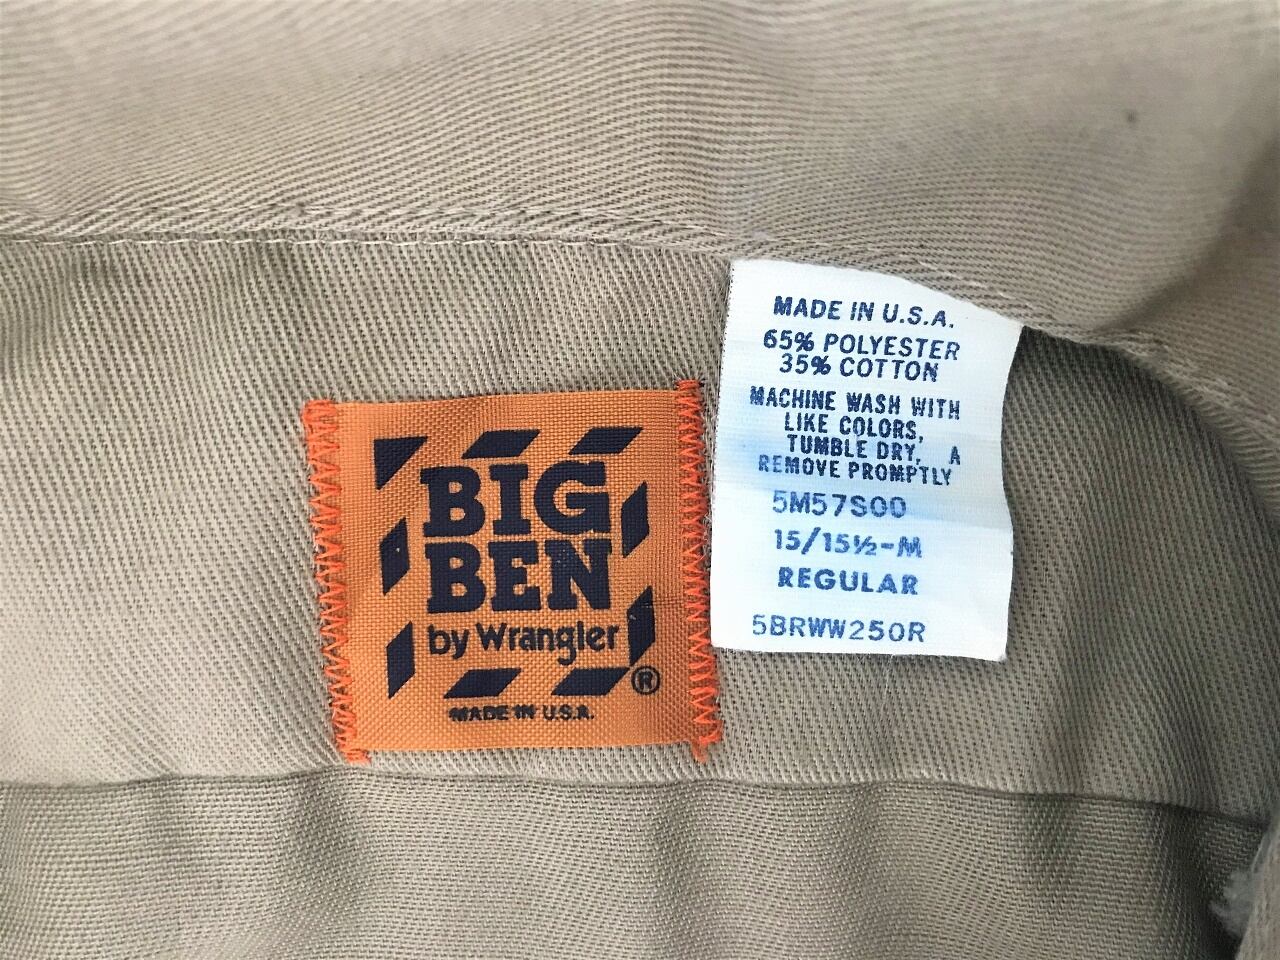 BIG
BEN
by Wrangler
®
MADE IN U.S.A.
MADE IN U.S.A.
65% POLYESTER
35% COTTON
MACHINE WASH WITH
LIKE COLORS,
TUMBLE DRY, A
REMOVE PROMPTLY
5M57S00
15/15½-M
REGULAR
5BRWW250R